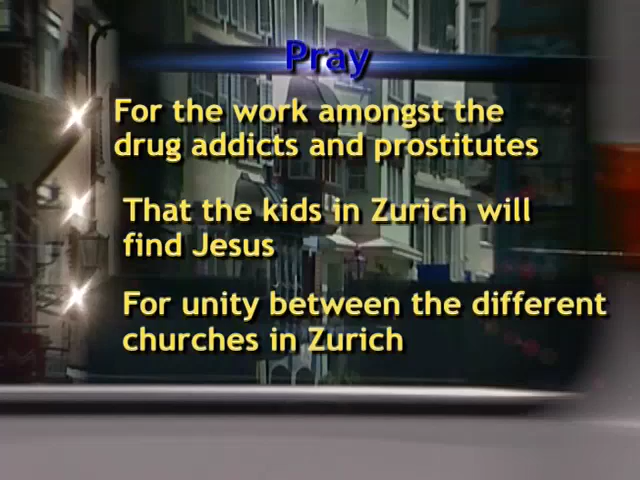 Pray
For the work amongst the
drug addicts and prostitutes
That the kids in Zurich will
find Jesus
For unity between the different
churches in Zurich